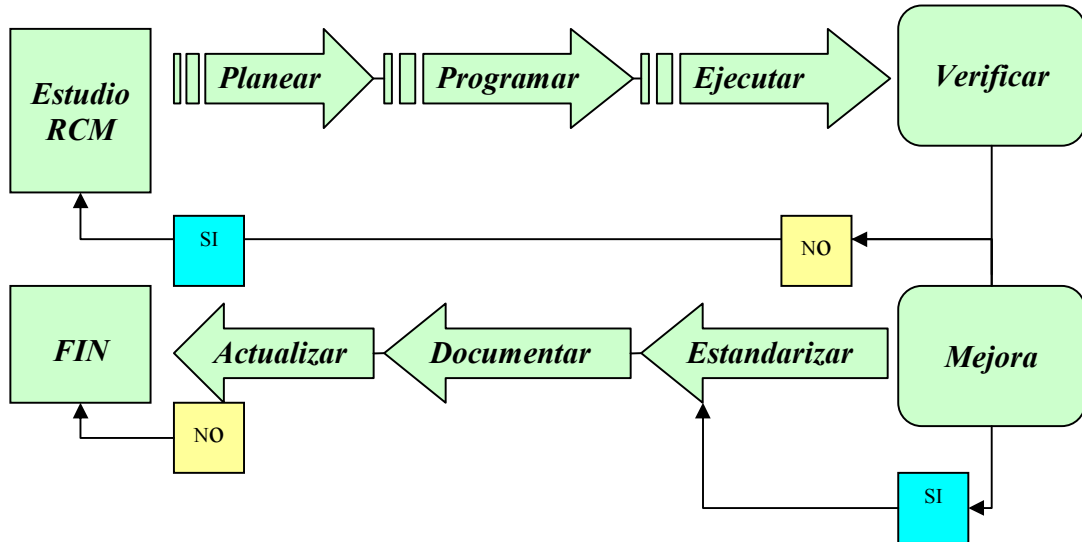 Estudio
RCM
Planear
Programar
Ejecutar
Verificar
SI
NO
FIN
Actualizar
Documentar
Estandarizar
Mejora
NO
SI